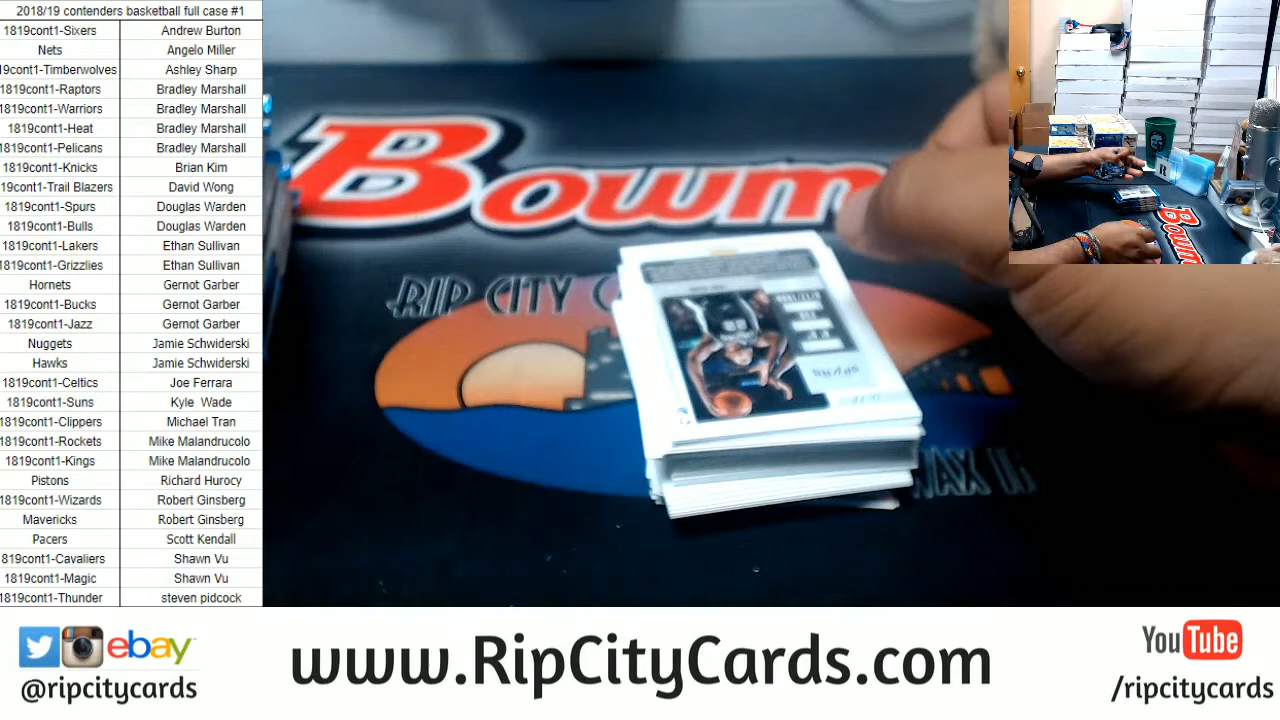 2018/19 contenders basketball full case #1
1819cont1-Sixers Andrew Burton
Nets Angelo Miller
19cont1-Timberwolves Ashley Sharp
1819cont1-Raptors Bradley Marshall
1819cont1-Warriors Bradley Marshall
1819cont1-Heat Bradley Marshall
1819cont1-Pelicans Bradley Marshall
1819cont1-Knicks Brian Kim
19cont1-Trail Blazers David Wong
1819cont1-Spurs Douglas Warden
1819cont1-Bulls Douglas Warden
1819cont1-Lakers Ethan Sullivan
1819cont1-Grizzlies Ethan Sullivan
Hornets Gernot Garber
1819cont1-Bucks Gernot Garber
1819cont1-Jazz Gernot Garber
Nuggets Jamie Schwiderski
Hawks Jamie Schwiderski
1819cont1-Celtics Joe Ferrara
1819cont1-Suns Kyle Wade
1819cont1-Clippers Michael Tran
1819cont1-Rockets Mike Malandrucolo
1819cont1-Kings Mike Malandrucolo
Pistons Richard Hurocy
1819cont1-Wizards Robert Ginsberg
Mavericks Robert Ginsberg
Pacers Scott Kendall
819cont1-Cavaliers Shawn Vu
1819cont1-Magic Shawn Vu
1819cont1-Thunder steven pidcock
Bowm
RIP CITY C
WAX
SPURS
Bowm
ebay
@ripcitycards
www.RipCityCards.com
YouTube
/ripcitycards